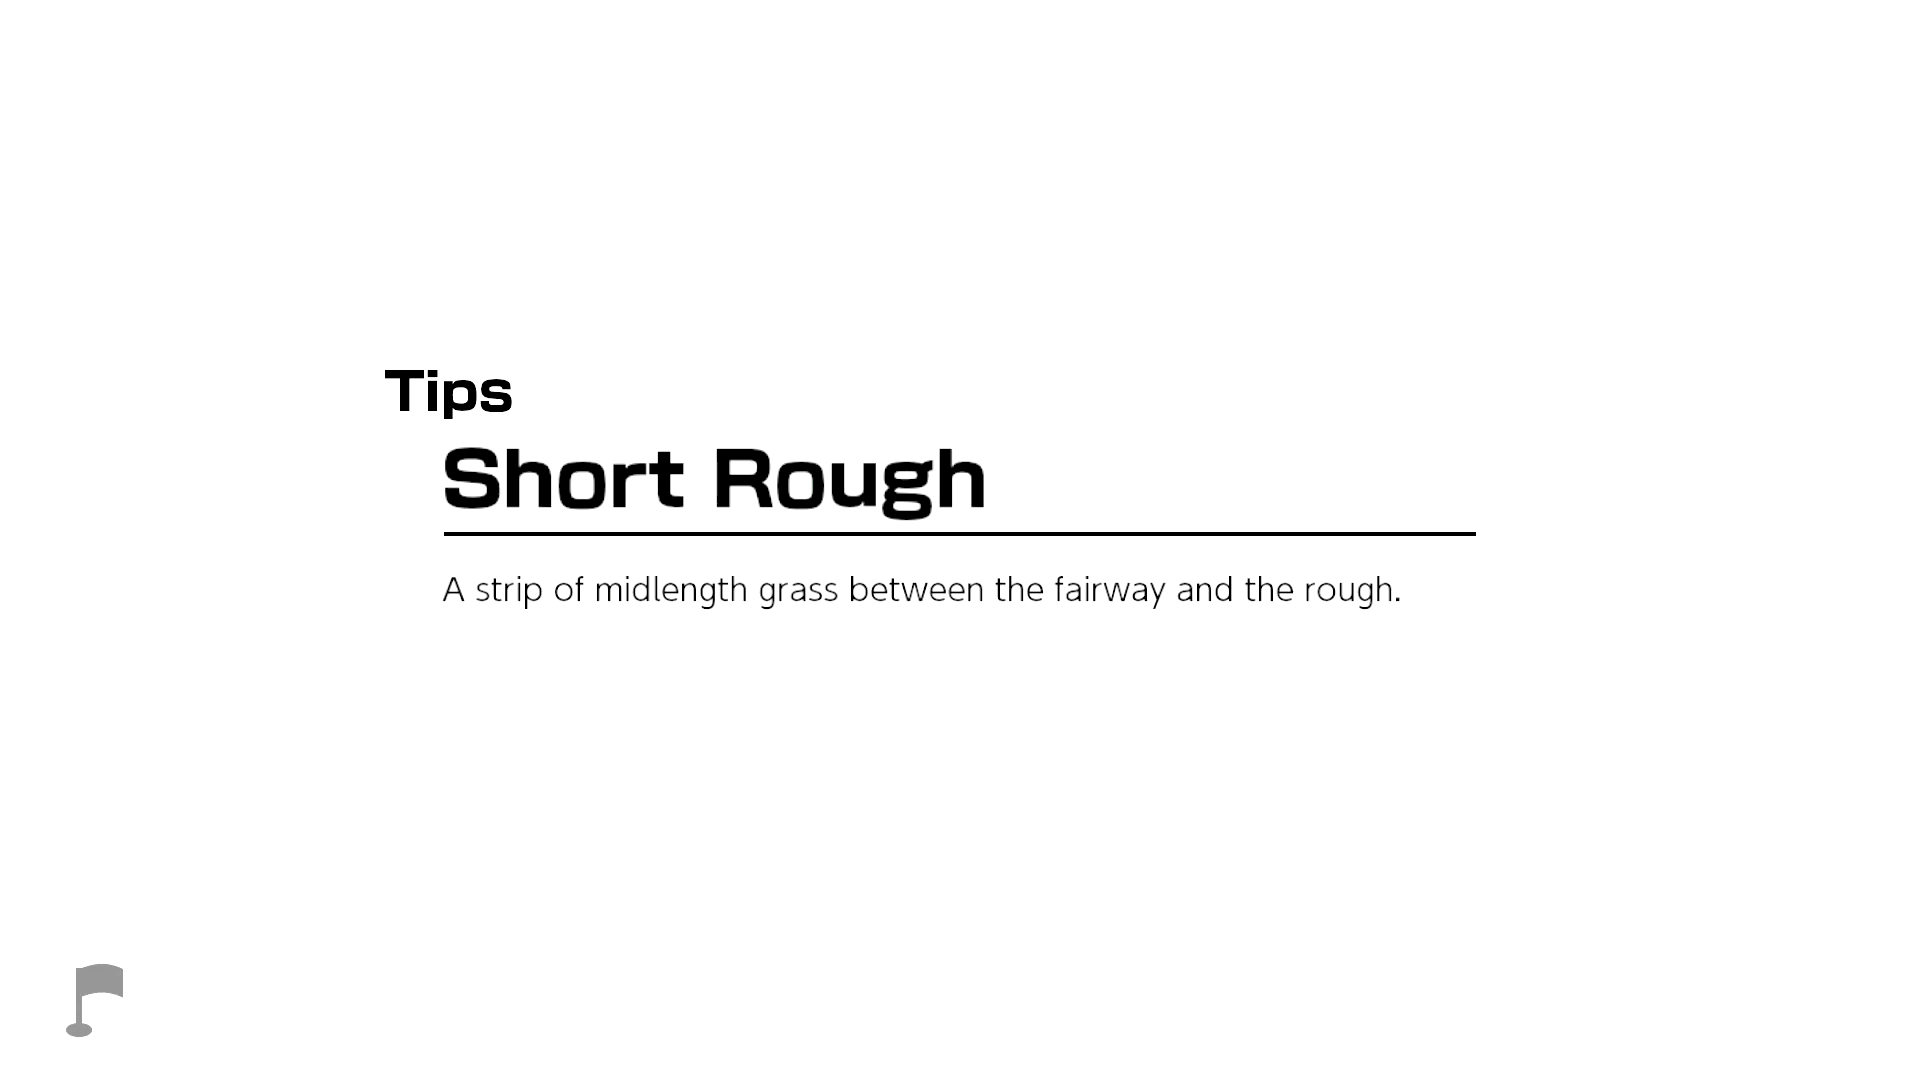 Tips
Short Rough
A strip of midlength grass between the fairway and the rough.